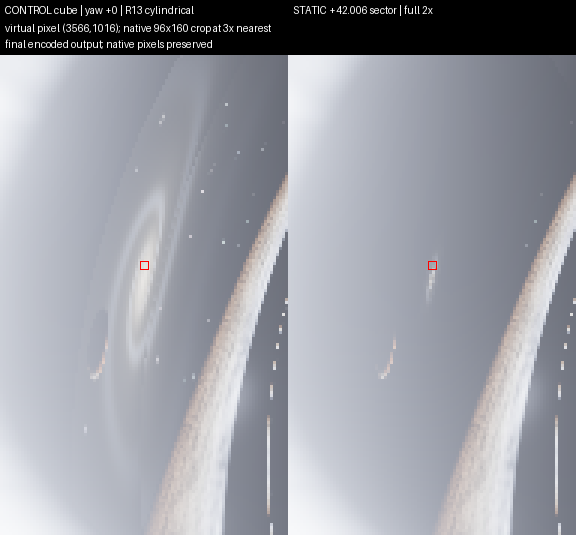 CONTROL cube | yaw +0 | R13 cylindrical
STATIC +42.006 sector | full 2x
virtual pixel (3566,1016); native 96x160 crop at 3x nearest
final encoded output; native pixels preserved